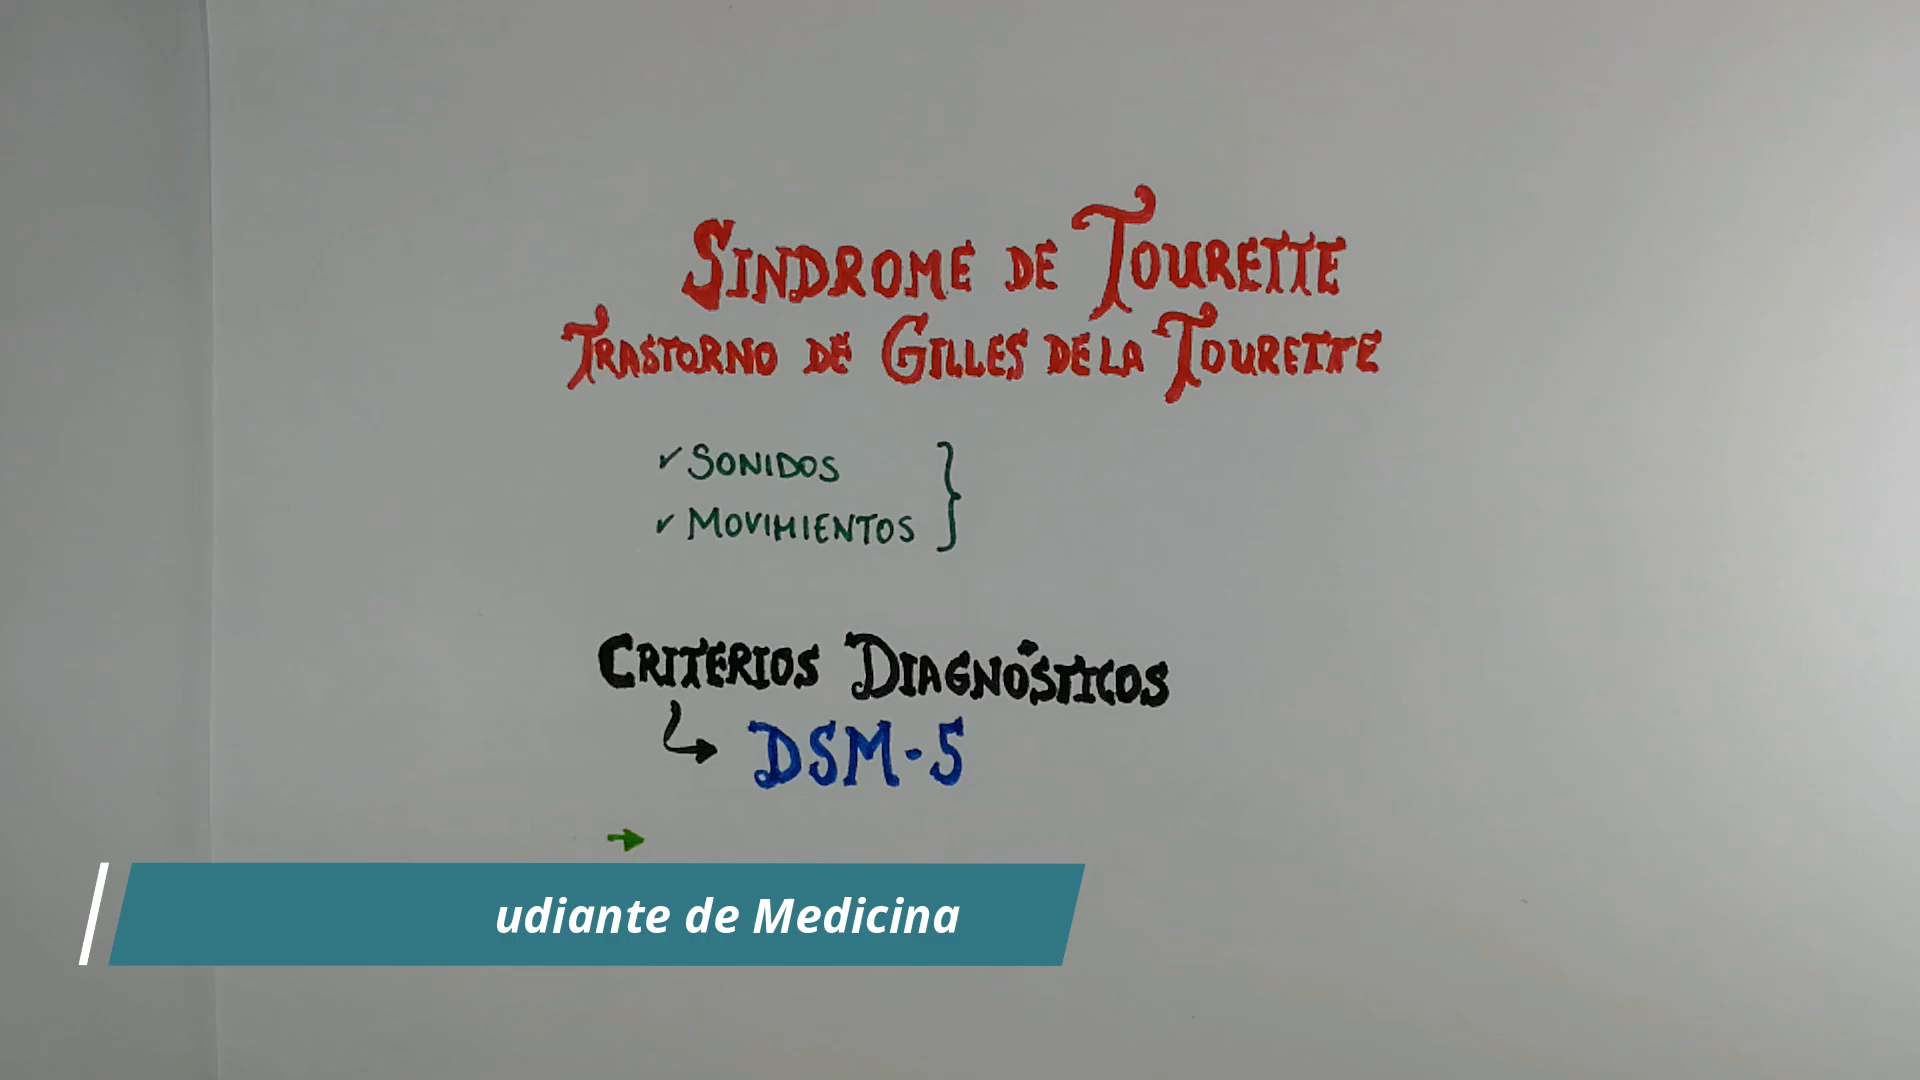 SINDROME DE TOURETTE
TRASTORNO DE GILLES DE LA TOURETTE
✓ SONIDOS
✓ MOVIMIENTOS
CRITERIOS DIAGNÓSTICOS
DSM-5
udiante de Medicina